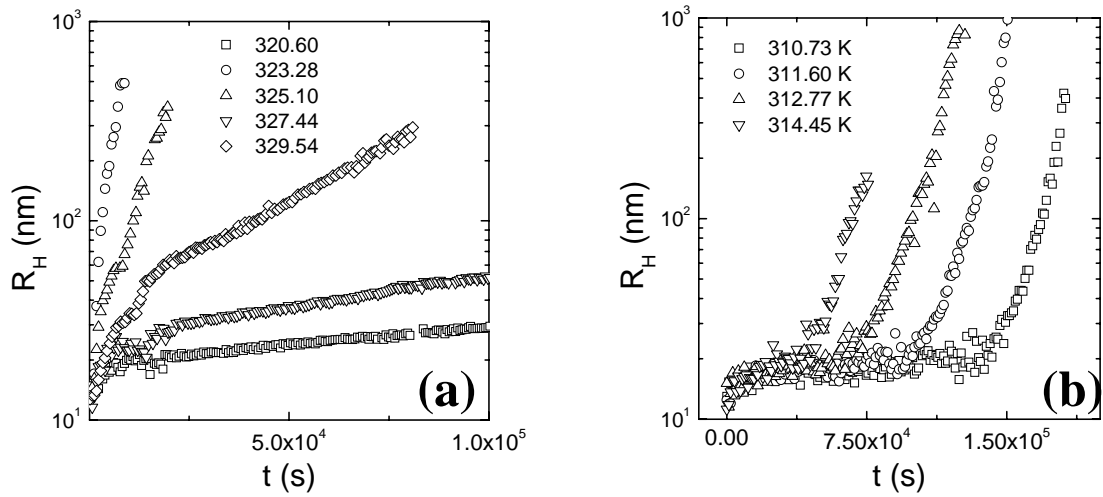 10³
10²
10¹
R_H (nm)
320.60
323.28
325.10
327.44
329.54
(a)
5.0x10⁴
1.0x10⁵
t (s)
10³
10²
10¹
R_H (nm)
310.73 K
311.60 K
312.77 K
314.45 K
(b)
0.00
7.50x10⁴
1.50x10⁵
t (s)